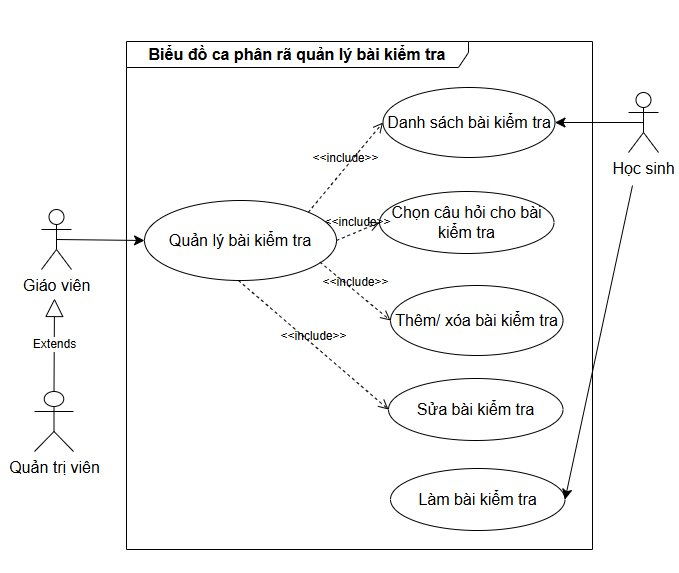 Biểu đồ ca phân rã quản lý bài kiểm tra
Danh sách bài kiểm tra
<<include>>
Học sinh
Chọn câu hỏi cho bài
kiểm tra
<<include>>
Quản lý bài kiểm tra
Giáo viên
<<include>>
Thêm/ xóa bài kiểm tra
<<include>>
Extends
Sửa bài kiểm tra
Quản trị viên
Làm bài kiểm tra